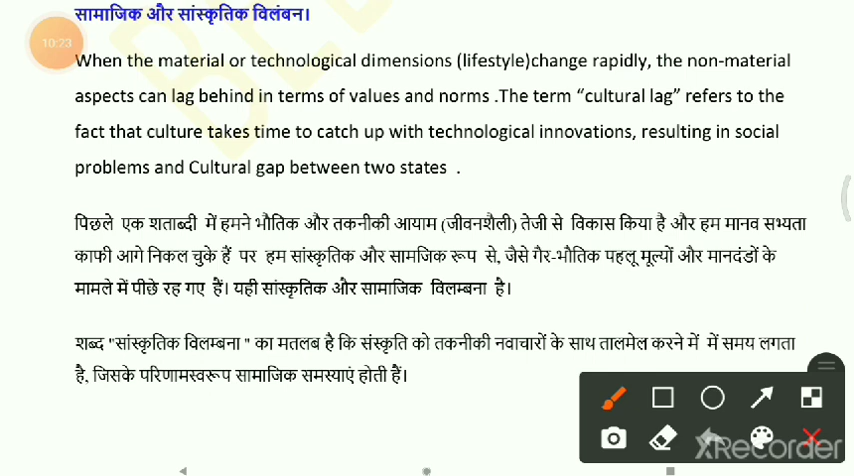 सामाजिक और सांस्कृतिक विलंबन।
10:23
When the material or technological dimensions (lifestyle)change rapidly, the non-material
aspects can lag behind in terms of values and norms .The term “cultural lag” refers to the
fact that culture takes time to catch up with technological innovations, resulting in social
problems and Cultural gap between two states .
पिछले एक शताब्दी में हमने भौतिक और तकनीकी आयाम (जीवनशैली) तेजी से विकास किया है और हम मानव सभ्यता
काफी आगे निकल चुके हैं पर हम सांस्कृतिक और सामजिक रूप से, जैसे गैर-भौतिक पहलू मूल्यों और मानदंडों के
मामले में पीछे रह गए हैं। यही सांस्कृतिक और सामाजिक विलम्बना है।
शब्द "सांस्कृतिक विलम्बना " का मतलब है कि संस्कृति को तकनीकी नवाचारों के साथ तालमेल करने में में समय लगता
है, जिसके परिणामस्वरूप सामाजिक समस्याएं होती हैं।
XRecorder